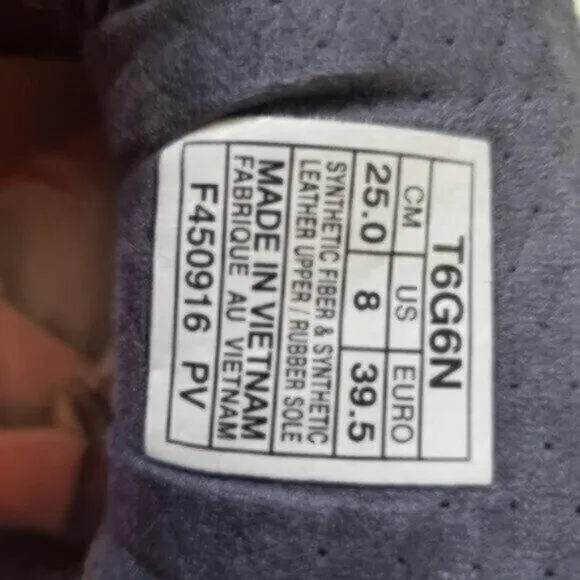 T6G6N
CM US EURO
25.0 8 39.5
SYNTHETIC FIBER & SYNTHETIC
LEATHER UPPER / RUBBER SOLE
MADE IN VIETNAM
FABRIQUE AU VIETNAM
F450916 PV